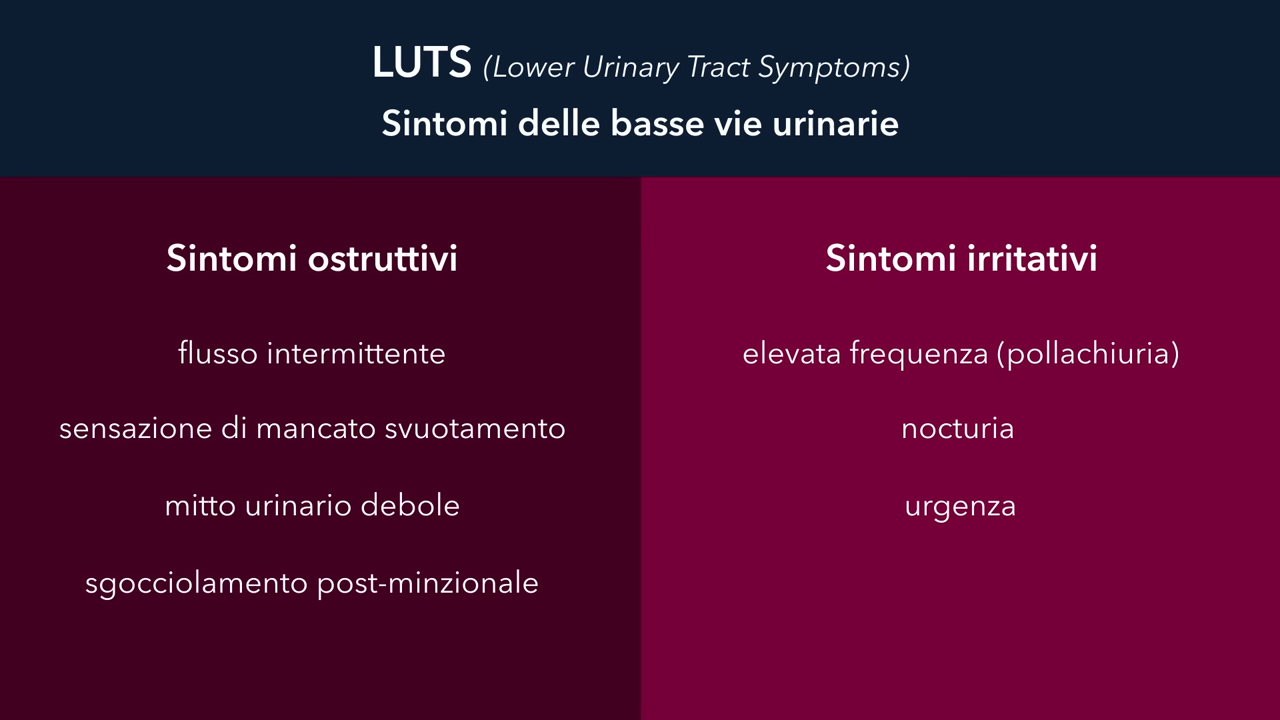 LUTS (Lower Urinary Tract Symptoms)
Sintomi delle basse vie urinarie
Sintomi ostruttivi
flusso intermittente
sensazione di mancato svuotamento
mitto urinario debole
sgocciolamento post-minzionale
Sintomi irritativi
elevata frequenza (pollachiuria)
nocturia
urgenza